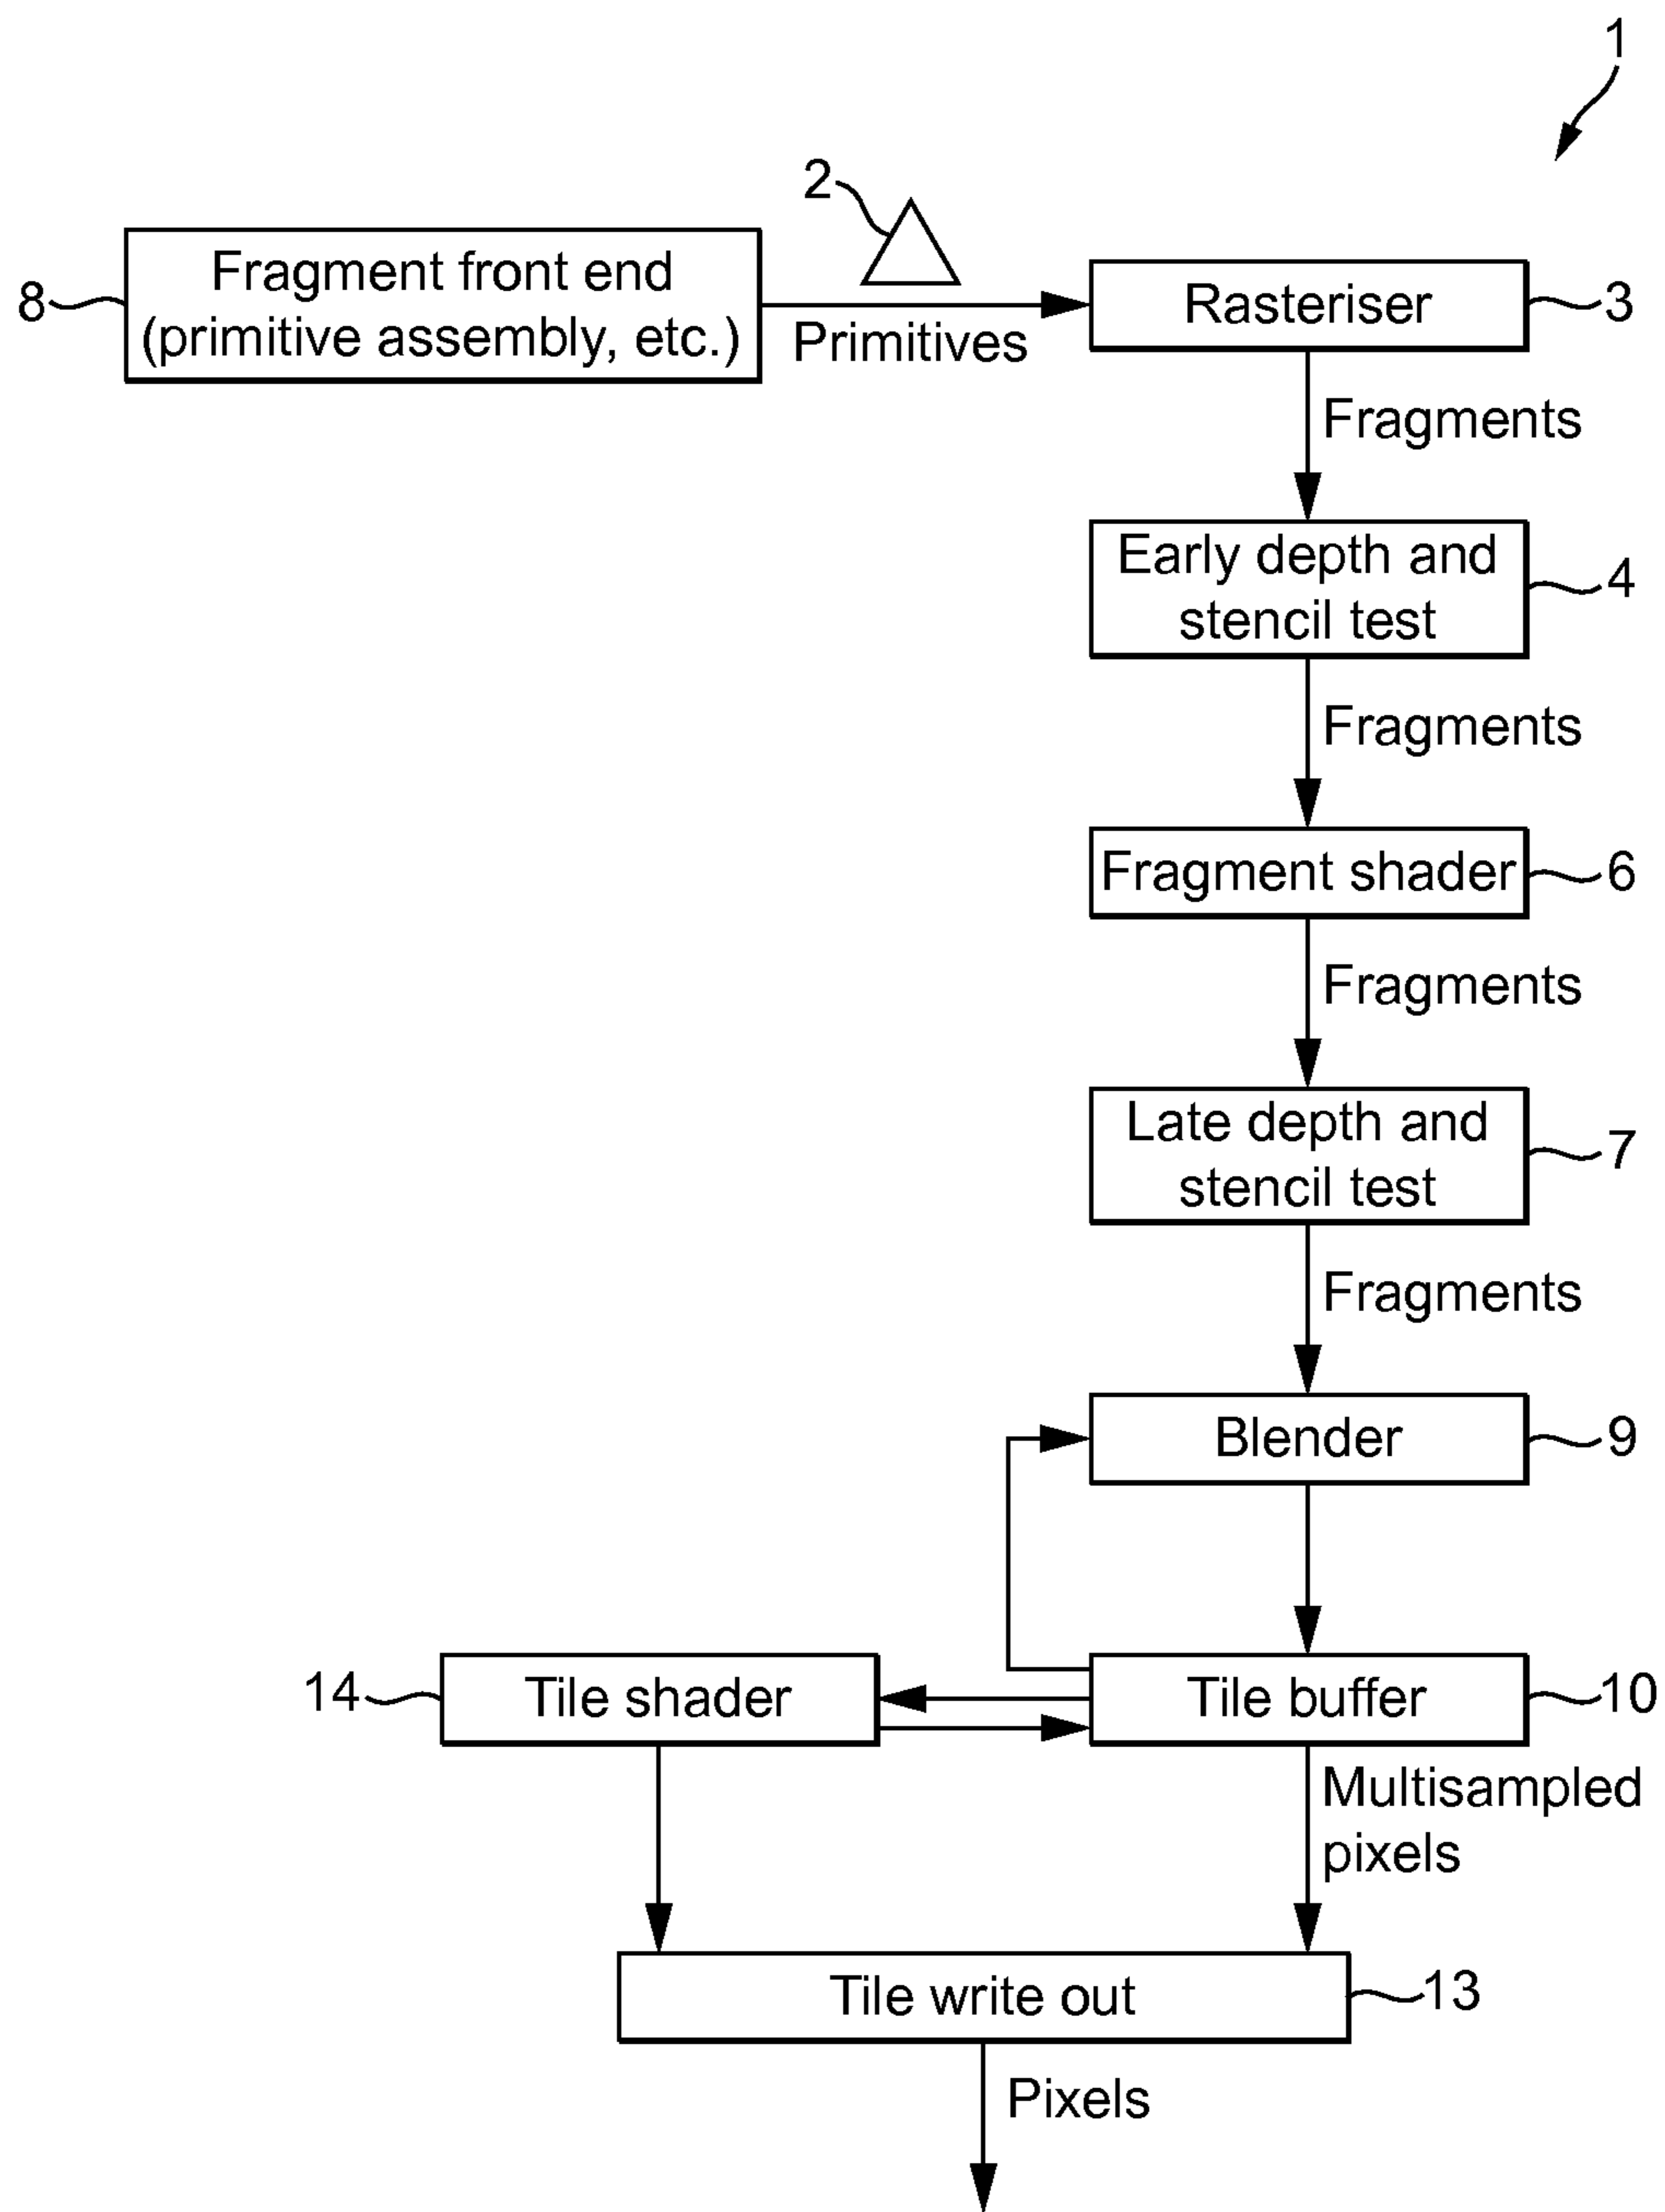 1
2
Fragment front end
(primitive assembly, etc.)
8
Primitives
Rasteriser
3
Fragments
Early depth and
stencil test
4
Fragments
Fragment shader
6
Fragments
Late depth and
stencil test
7
Fragments
Blender
9
14
Tile shader
Tile buffer
10
Multisampled
pixels
Tile write out
13
Pixels